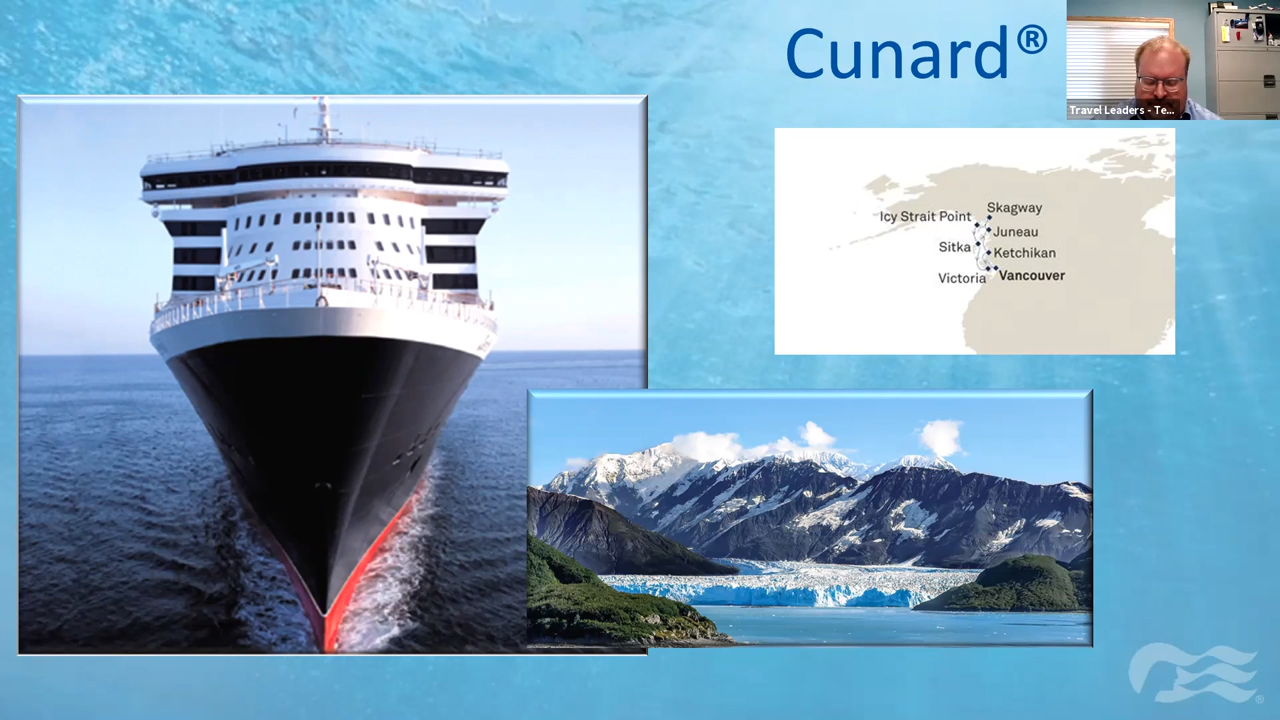 Cunard®
Travel Leaders - Te...
Skagway
Icy Strait Point
Juneau
Sitka
Ketchikan
Victoria
Vancouver
®